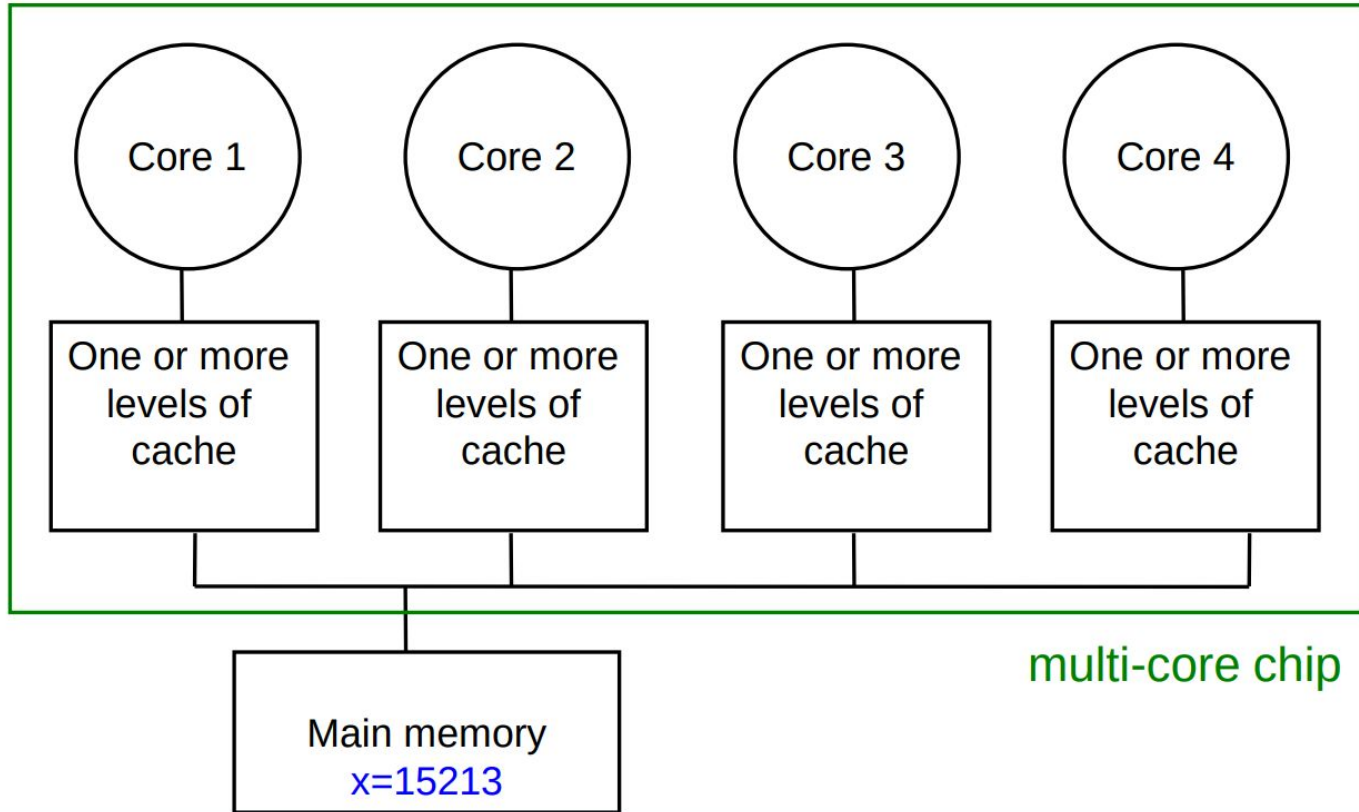 Core 1
Core 2
Core 3
Core 4
One or more
levels of
cache
One or more
levels of
cache
One or more
levels of
cache
One or more
levels of
cache
multi-core chip
Main memory
x=15213